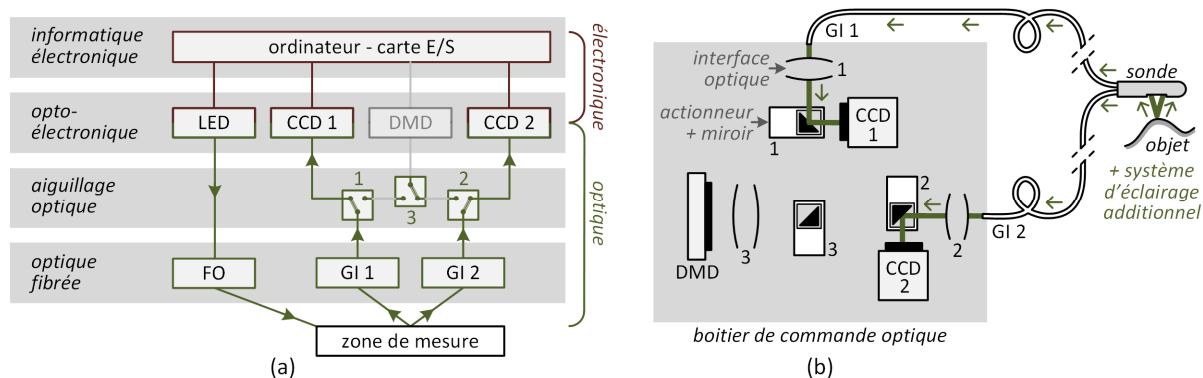 informatique
électronique
ordinateur - carte E/S
électronique
opto-
électronique
LED
CCD 1
DMD
CCD 2
aiguillage
optique
1
2
3
optique
optique
fibrée
FO
GI 1
GI 2
zone de mesure
(a)
GI 1
interface
optique
1
actionneur
+ miroir
1
CCD
1
sonde
objet
+ système
d'éclairage
additionnel
DMD
3
3
2
CCD
2
2
GI 2
boitier de commande optique
(b)